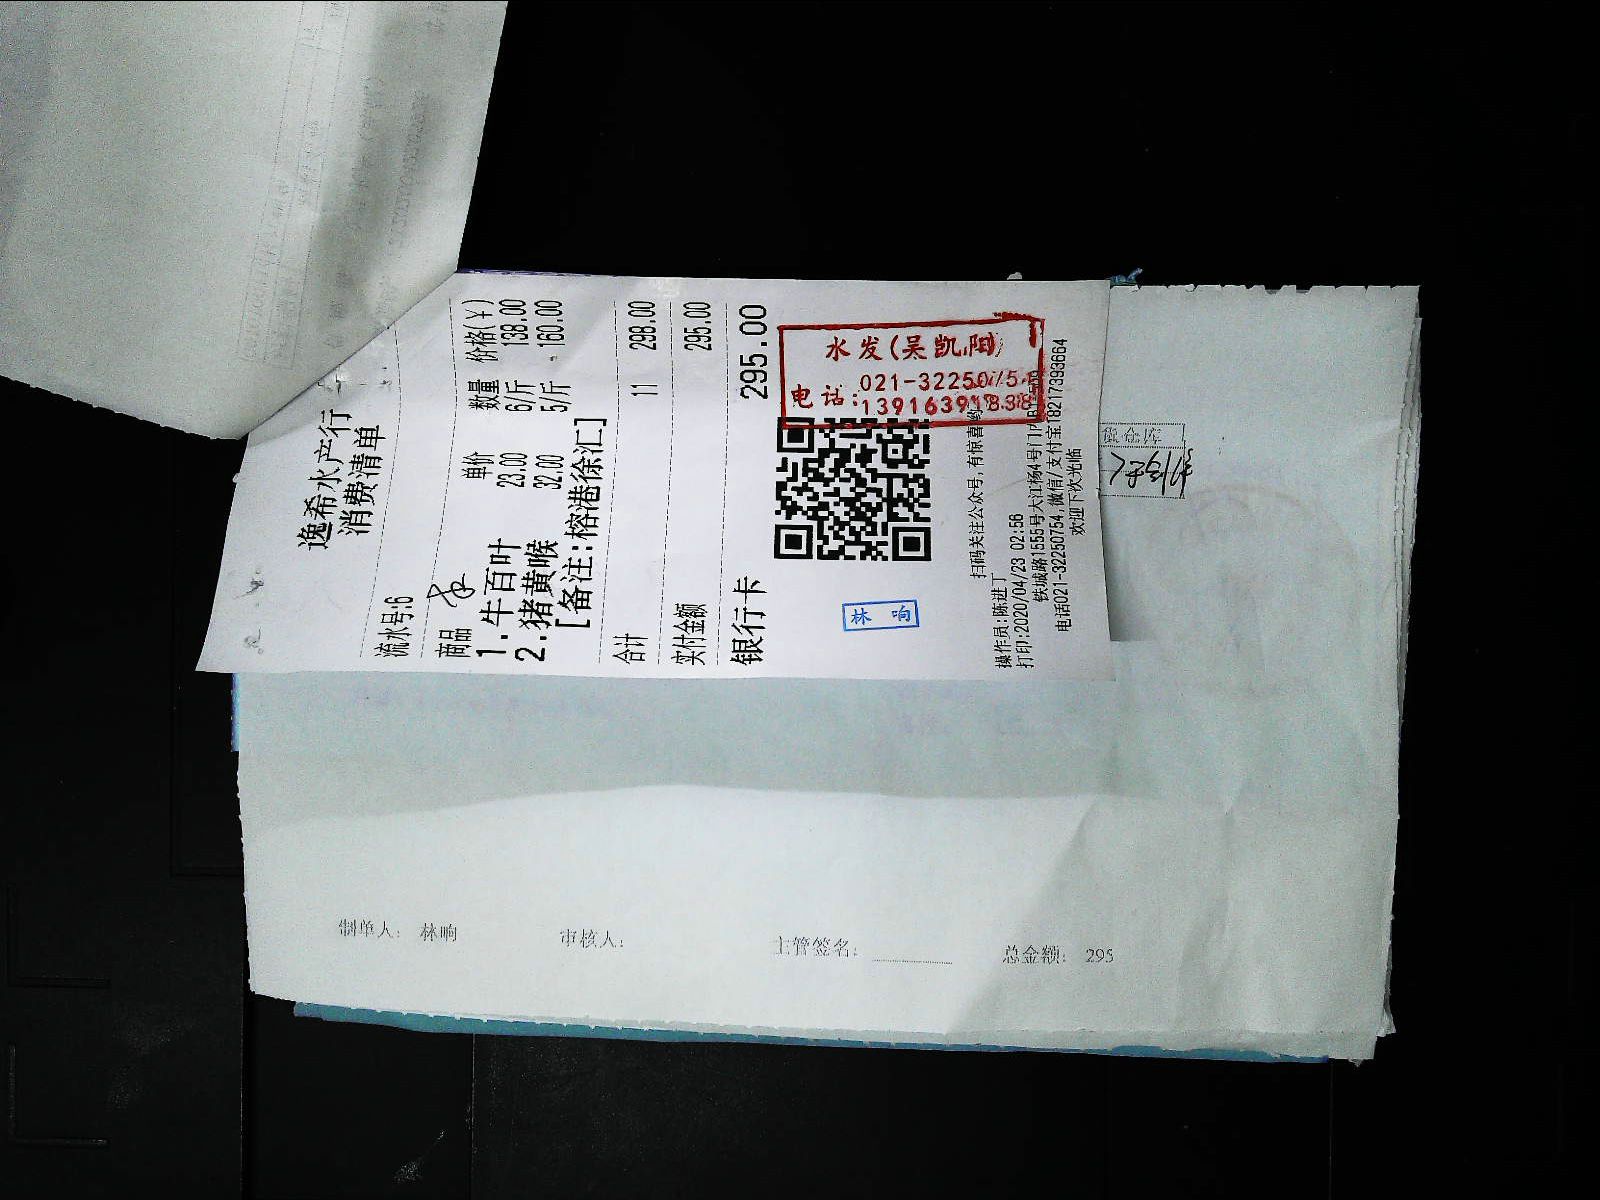 逸希水产行
消费清单
流水号:6
商品 单价 数量 价格(¥)
1.牛百叶 23.00 6/斤 138.00
2.猪黄喉 32.00 5/斤 160.00
[备注:榕港徐汇]
合计 11 298.00
实付金额 295.00
银行卡 295.00
水发(吴凯阳)
电话:021-32250754
13916391838
林响
扫码关注公众号,有惊喜哟
操作员:陈进丁
打印:2020/04/23 02:56
铁城路1555号大江杨4号门内
电话021-32250754,微信/支付宝18217393664
欢迎下次光临
制单人: 林响 审核人: 主管签名: 总金额: 295